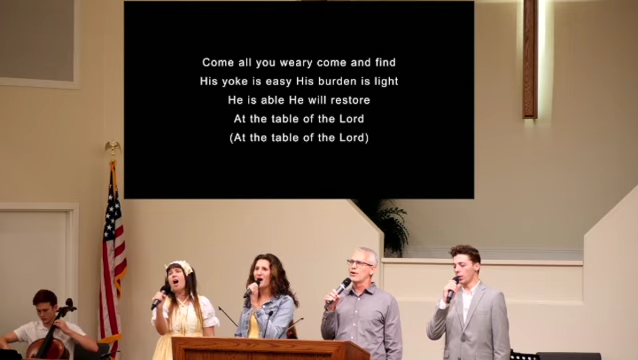 Come all you weary come and find
His yoke is easy His burden is light
He is able He will restore
At the table of the Lord
(At the table of the Lord)